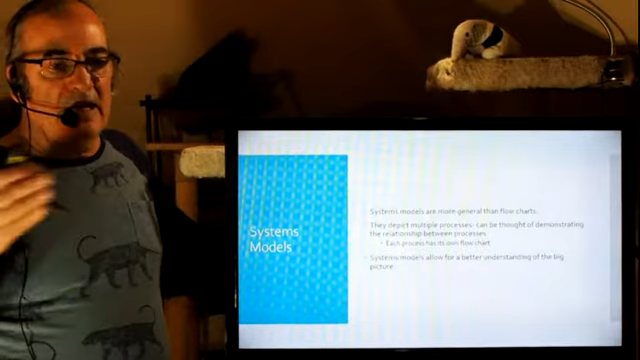 Systems
Models
Systems models are more general than flow charts.
They depict multiple processes- can be thought of demonstrating
the relationship between processes
Each process has its own flow chart
Systems models allow for a better understanding of the big
picture